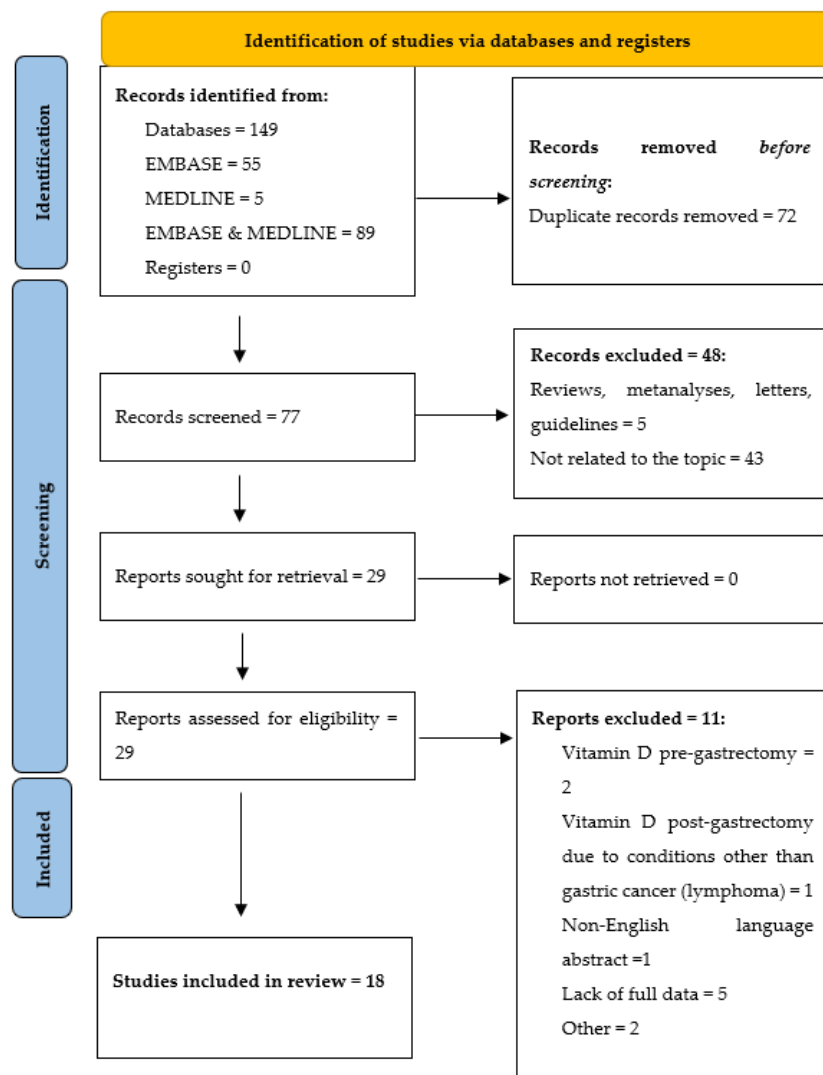 Identification of studies via databases and registers
Identification
Records identified from:
Databases = 149
EMBASE = 55
MEDLINE = 5
EMBASE & MEDLINE = 89
Registers = 0
Records removed before
screening:
Duplicate records removed = 72
Screening
Records screened = 77
Records excluded = 48:
Reviews, metanalyses, letters,
guidelines = 5
Not related to the topic = 43
Reports sought for retrieval = 29
Reports not retrieved = 0
Reports assessed for eligibility =
29
Reports excluded = 11:
Vitamin D pre-gastrectomy =
2
Vitamin D post-gastrectomy
due to conditions other than
gastric cancer (lymphoma) = 1
Non-English language
abstract =1
Lack of full data = 5
Other = 2
Included
Studies included in review = 18